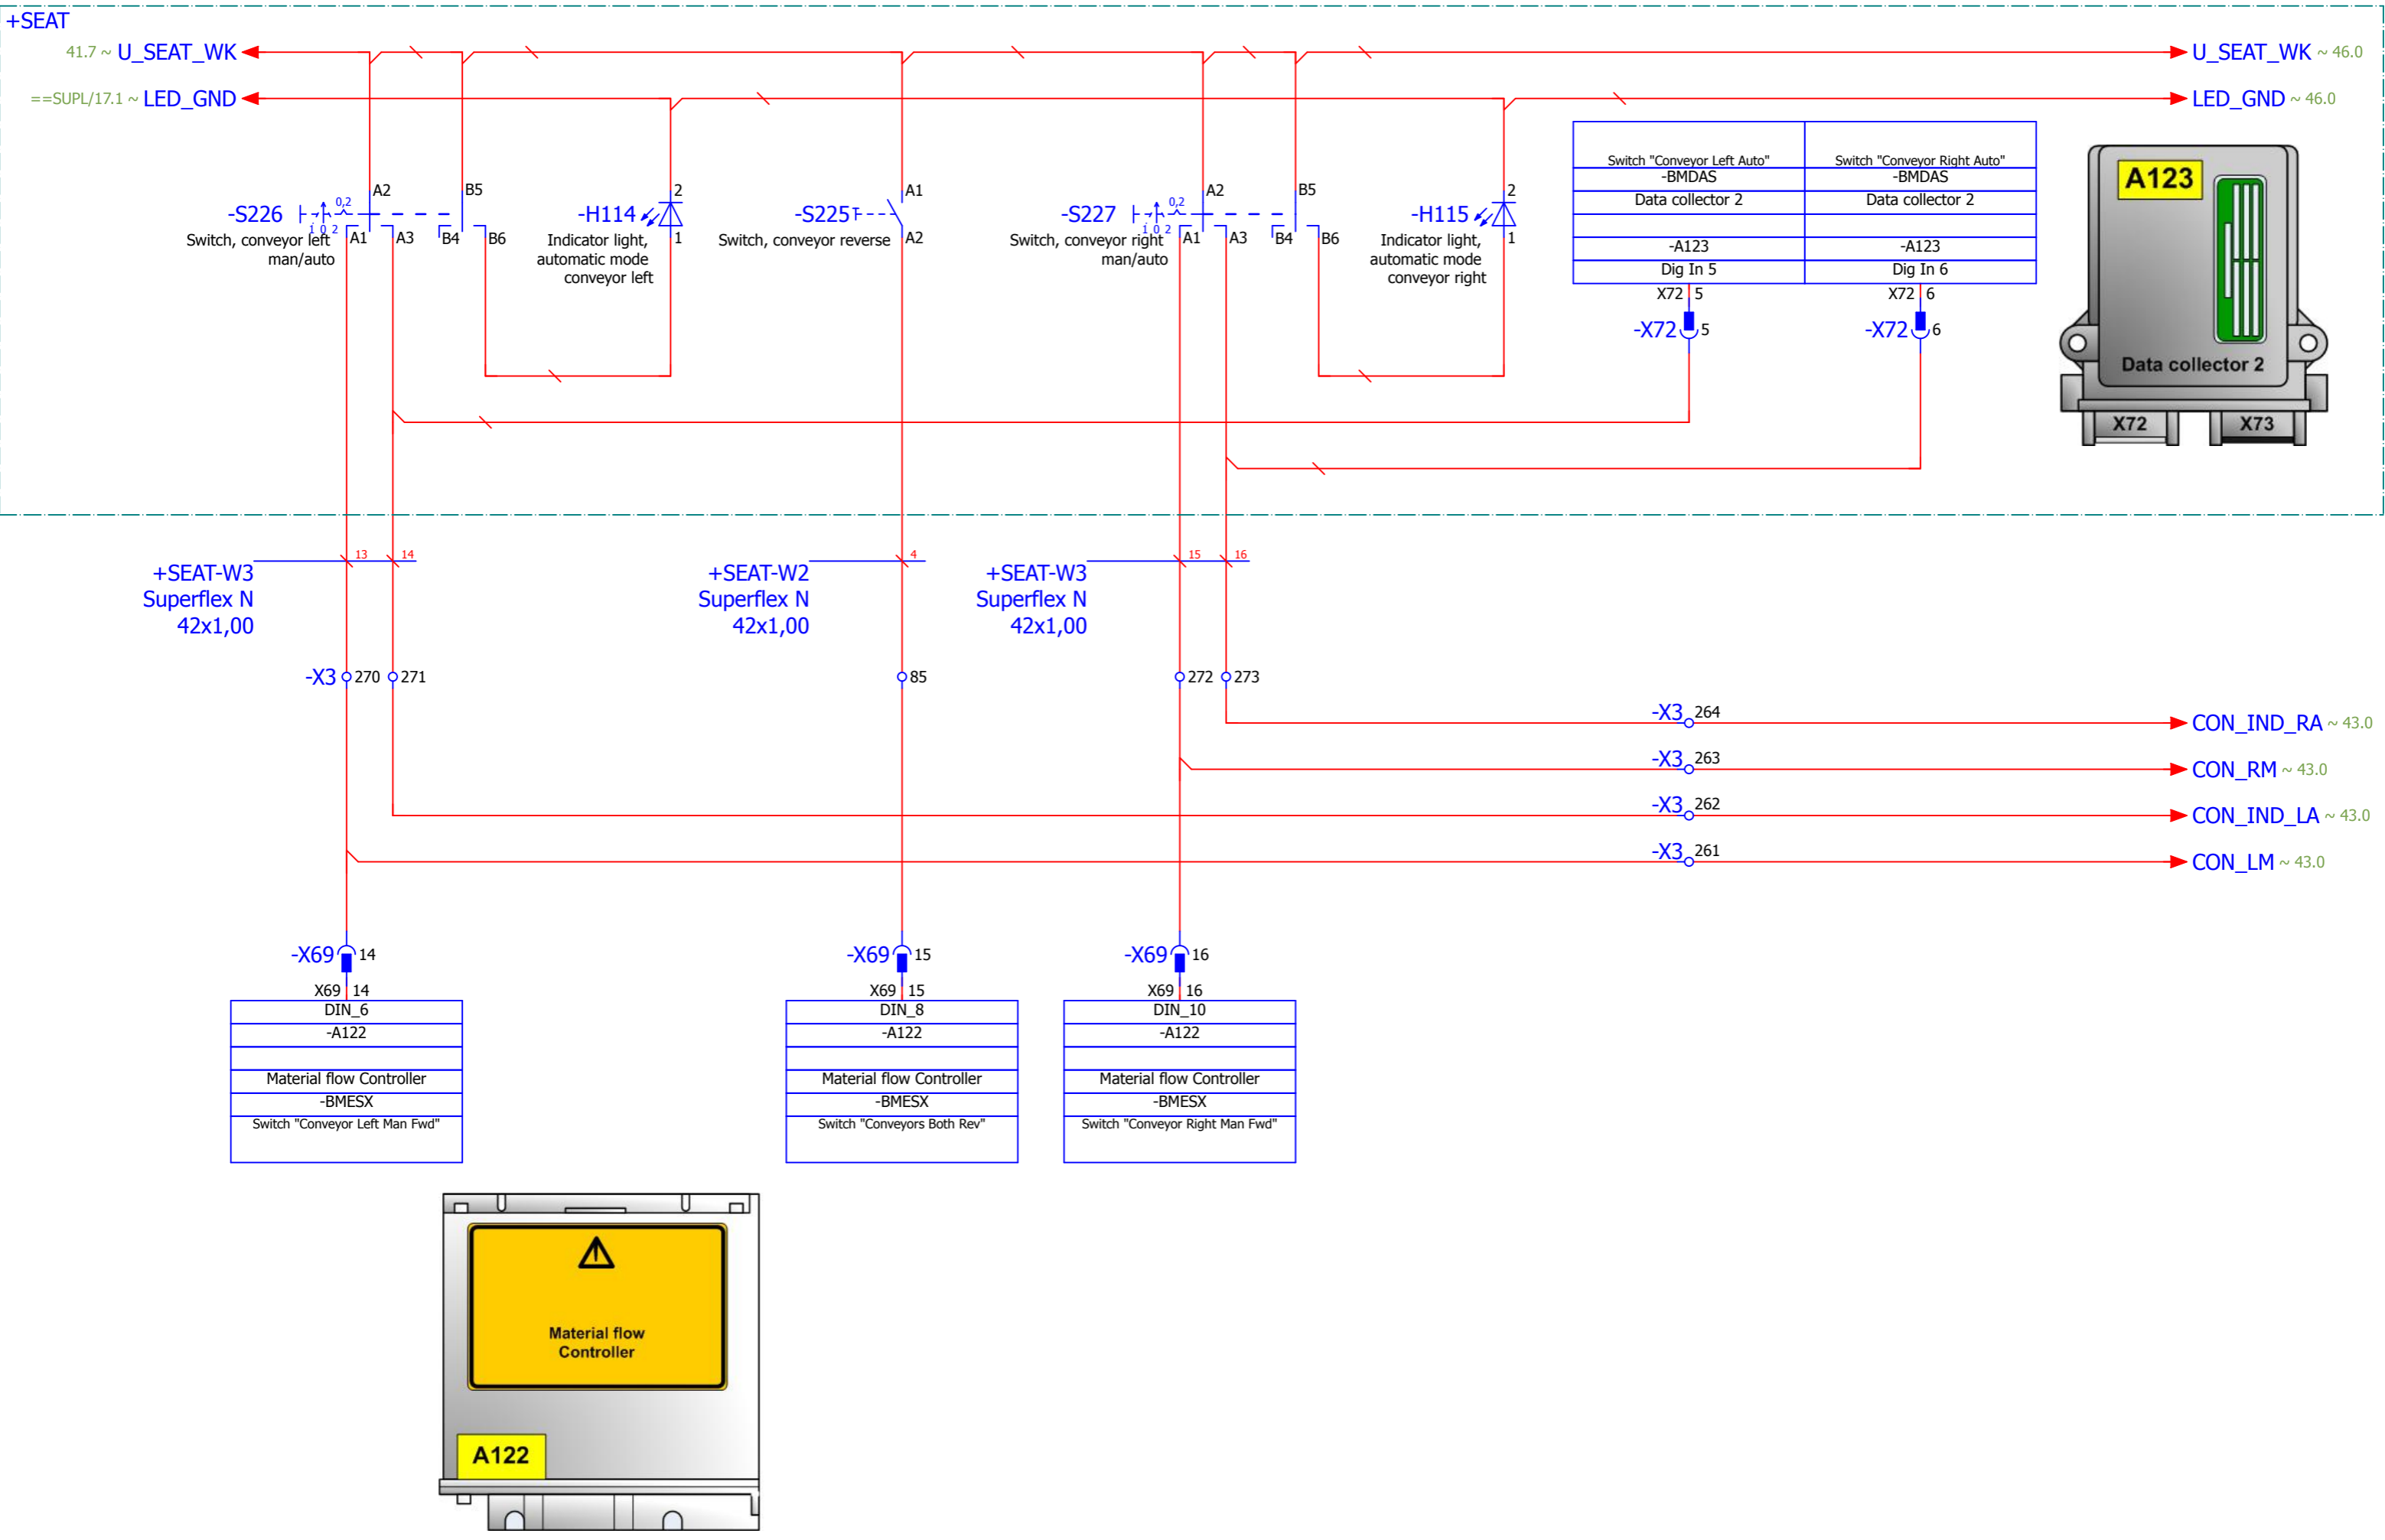 +SEAT
41.7 ~ U_SEAT_WK
U_SEAT_WK ~ 46.0
==SUPL/17.1 ~ LED_GND
LED_GND ~ 46.0
Switch "Conveyor Left Auto"
Switch "Conveyor Right Auto"
-BMDAS
-BMDAS
Data collector 2
Data collector 2
-A123
-A123
Dig In 5
Dig In 6
X72 5
X72 6
-X72 5
-X72 6
A123
Data collector 2
X72
X73
-S226
0,2
1 0 2
A2
B5
A1
A3
B4
B6
Switch, conveyor left
man/auto
-H114
2
1
Indicator light,
automatic mode
conveyor left
-S225
A1
A2
Switch, conveyor reverse
-S227
0,2
1 0 2
A2
B5
A1
A3
B4
B6
Switch, conveyor right
man/auto
-H115
2
1
Indicator light,
automatic mode
conveyor right
13
14
+SEAT-W3
Superflex N
42x1,00
4
+SEAT-W2
Superflex N
42x1,00
15
16
+SEAT-W3
Superflex N
42x1,00
-X3 270 271
85
272 273
-X3 264
CON_IND_RA ~ 43.0
-X3 263
CON_RM ~ 43.0
-X3 262
CON_IND_LA ~ 43.0
-X3 261
CON_LM ~ 43.0
-X69 14
X69 14
DIN_6
-A122
Material flow Controller
-BMESX
Switch "Conveyor Left Man Fwd"
-X69 15
X69 15
DIN_8
-A122
Material flow Controller
-BMESX
Switch "Conveyors Both Rev"
-X69 16
X69 16
DIN_10
-A122
Material flow Controller
-BMESX
Switch "Conveyor Right Man Fwd"
Material flow
Controller
A122